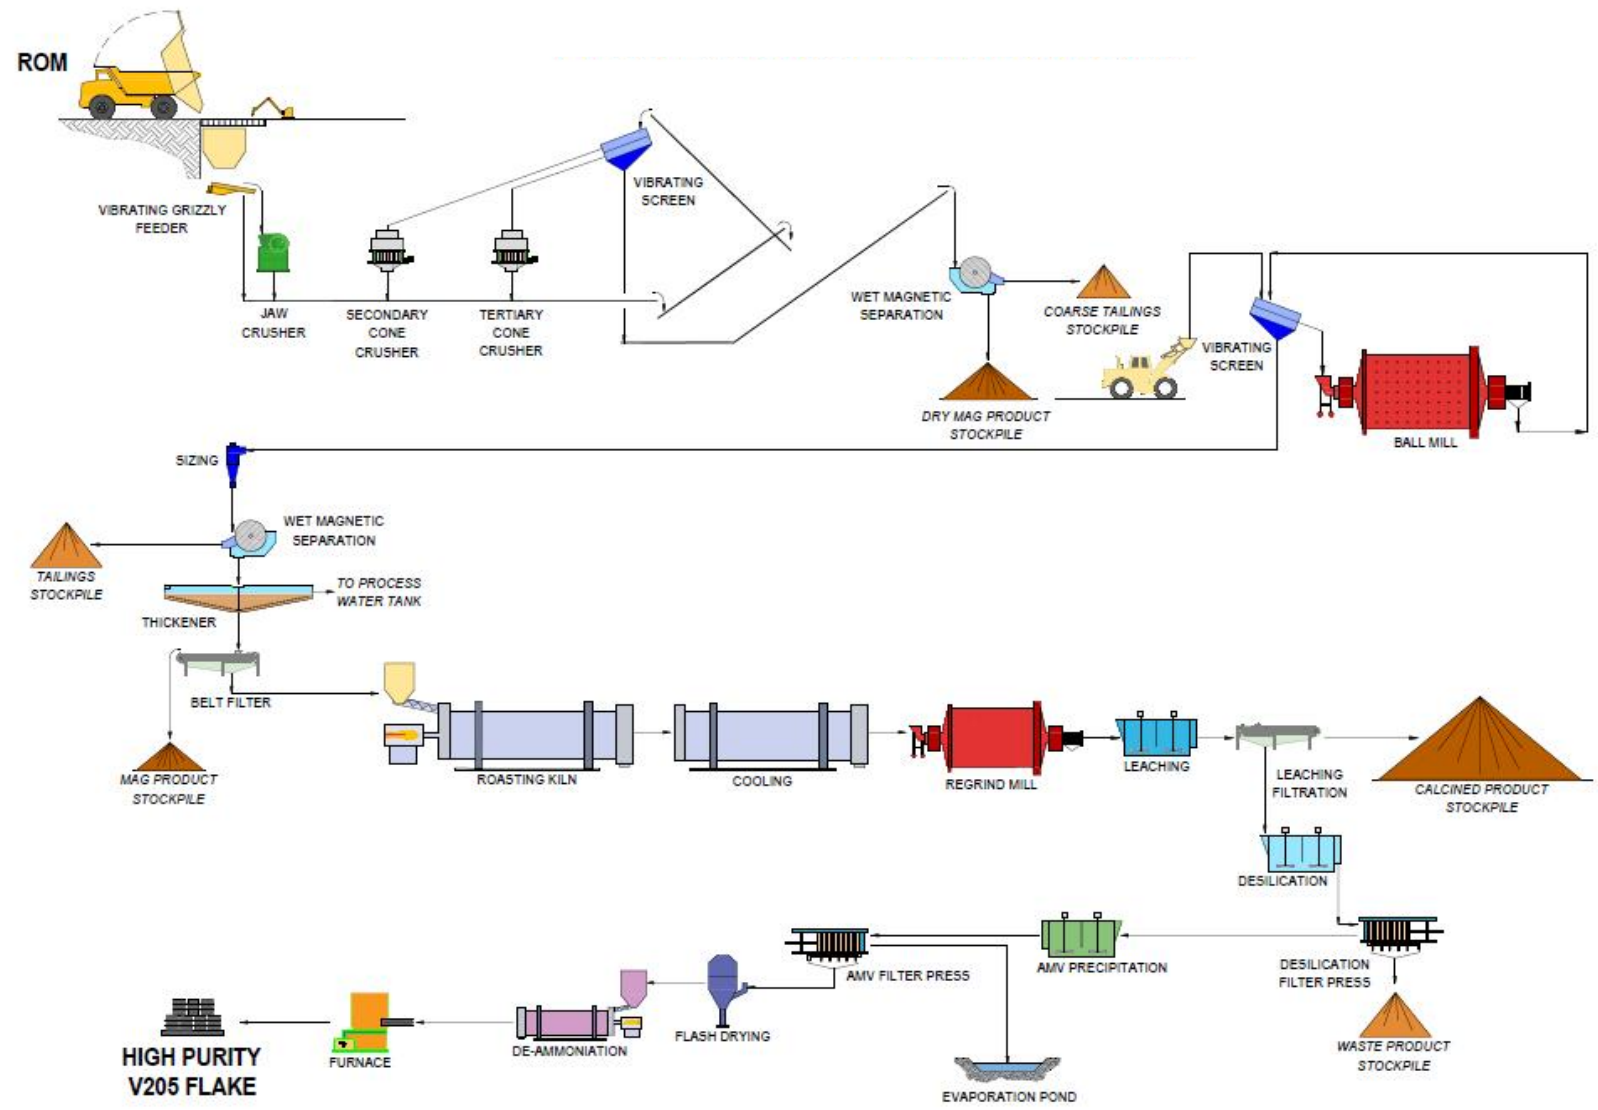 ROM
VIBRATING GRIZZLY
FEEDER
JAW
CRUSHER
SECONDARY
CONE
CRUSHER
TERTIARY
CONE
CRUSHER
VIBRATING
SCREEN
WET MAGNETIC
SEPARATION
COARSE TAILINGS
STOCKPILE
DRY MAG PRODUCT
STOCKPILE
VIBRATING
SCREEN
BALL MILL
SIZING
WET MAGNETIC
SEPARATION
TAILINGS
STOCKPILE
TO PROCESS
WATER TANK
THICKENER
BELT FILTER
MAG PRODUCT
STOCKPILE
ROASTING KILN
COOLING
REGRIND MILL
LEACHING
LEACHING
FILTRATION
CALCINED PRODUCT
STOCKPILE
DESILICATION
DESILICATION
FILTER PRESS
WASTE PRODUCT
STOCKPILE
AMV PRECIPITATION
AMV FILTER PRESS
EVAPORATION POND
FLASH DRYING
DE-AMMONIATION
FURNACE
HIGH PURITY
V205 FLAKE